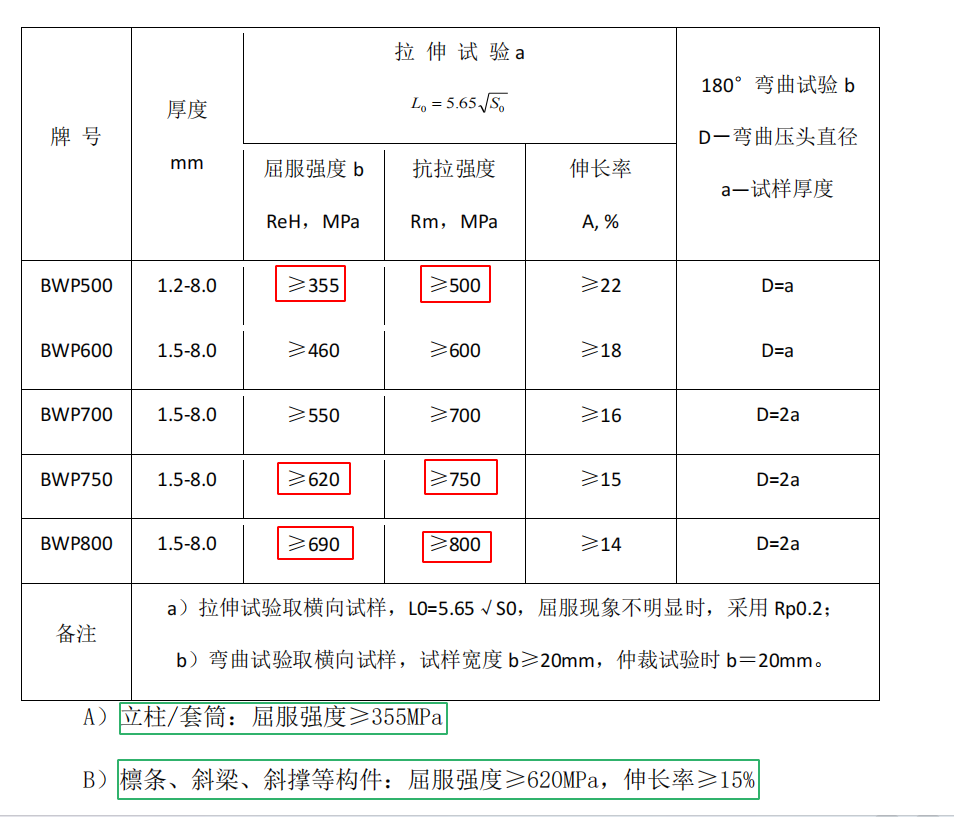 牌 号
厚度
mm
拉 伸 试 验 a
L₀ = 5.65√S₀
180° 弯曲试验 b
D—弯曲压头直径
a—试样厚度
屈服强度 b
ReH，MPa
抗拉强度
Rm，MPa
伸长率
A, %
BWP500 1.2-8.0 ≥355 ≥500 ≥22 D=a
BWP600 1.5-8.0 ≥460 ≥600 ≥18 D=a
BWP700 1.5-8.0 ≥550 ≥700 ≥16 D=2a
BWP750 1.5-8.0 ≥620 ≥750 ≥15 D=2a
BWP800 1.5-8.0 ≥690 ≥800 ≥14 D=2a
备注
a）拉伸试验取横向试样，L0=5.65√S0，屈服现象不明显时，采用 Rp0.2；
b）弯曲试验取横向试样，试样宽度 b≥20mm，仲裁试验时 b＝20mm。
A）立柱/套筒：屈服强度≥355MPa
B）檩条、斜梁、斜撑等构件：屈服强度≥620MPa，伸长率≥15%